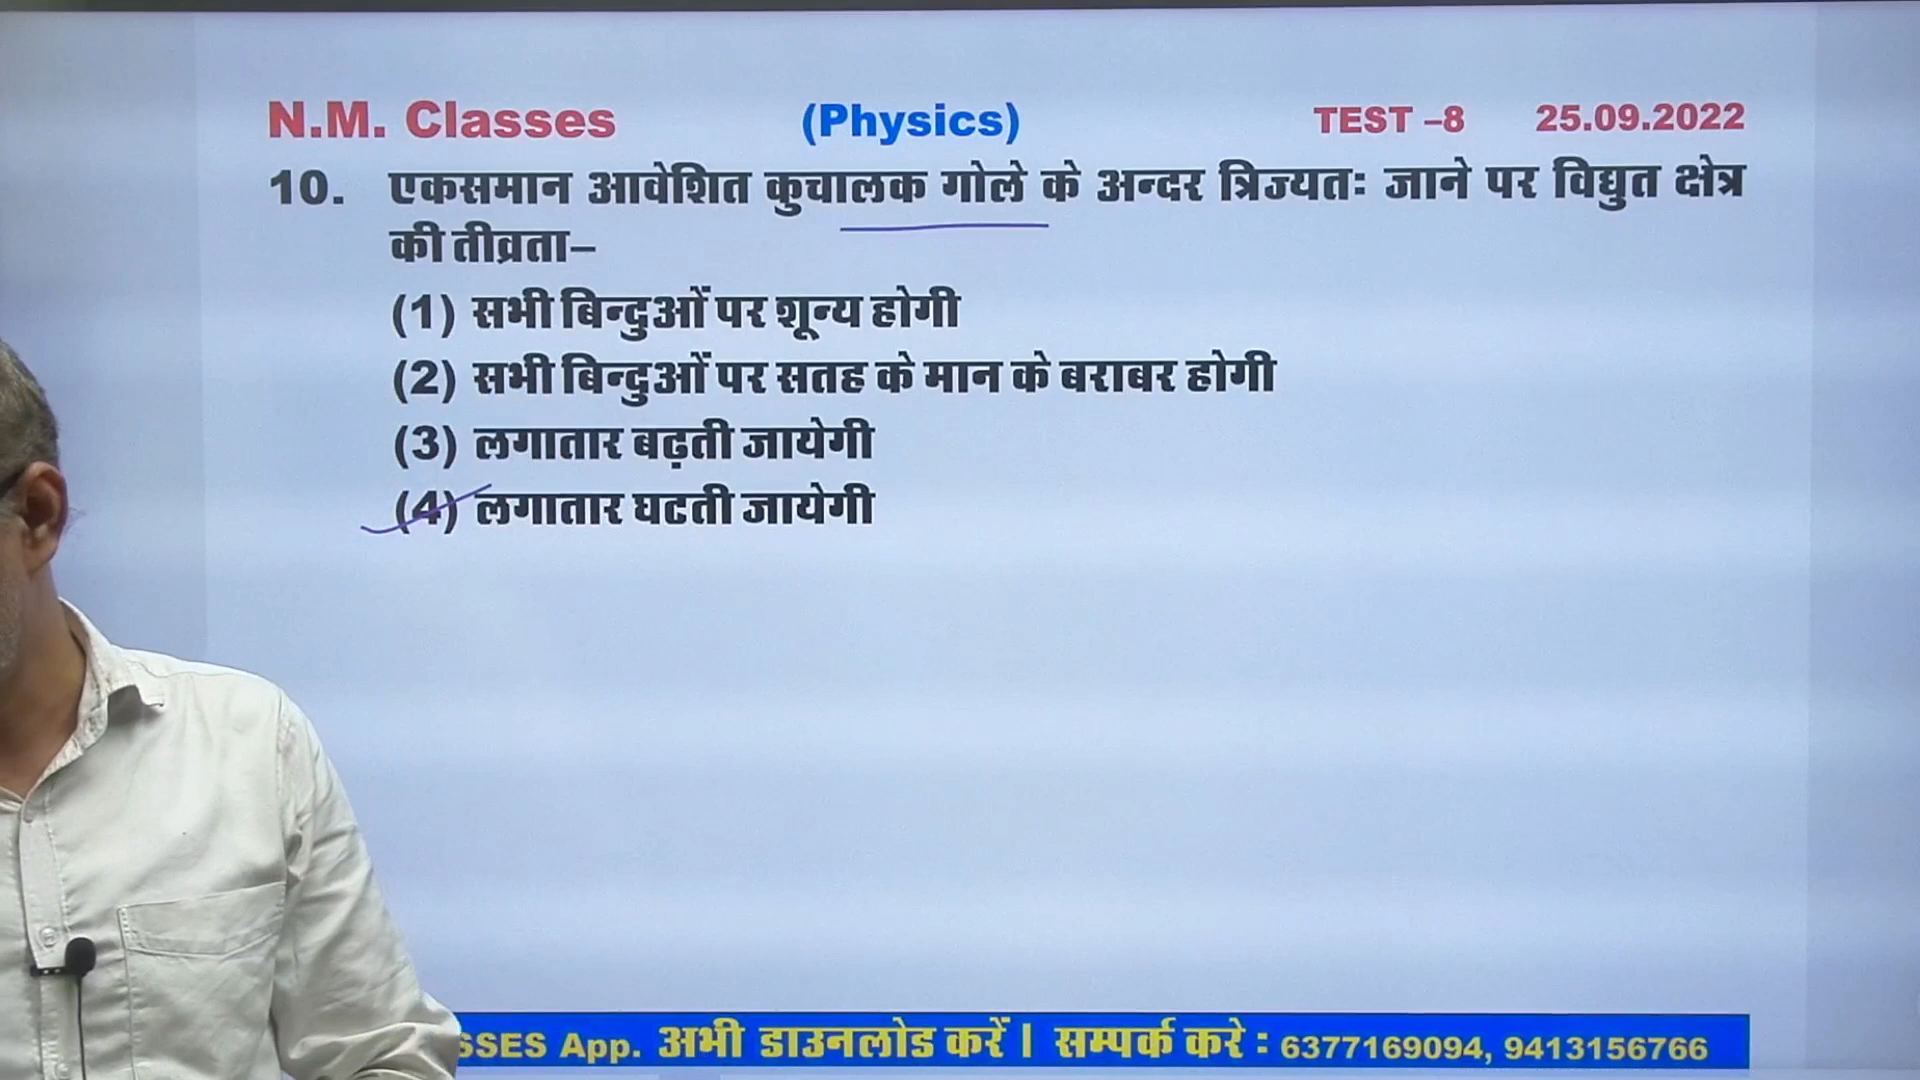 N.M. Classes (Physics) TEST –8 25.09.2022
10. एकसमान आवेशित कुचालक गोले के अन्दर त्रिज्यतः जाने पर विद्युत क्षेत्र
की तीव्रता–
(1) सभी बिन्दुओं पर शून्य होगी
(2) सभी बिन्दुओं पर सतह के मान के बराबर होगी
(3) लगातार बढ़ती जायेगी
(4) लगातार घटती जायेगी
SSES App. अभी डाउनलोड करें। सम्पर्क करे : 6377169094, 9413156766